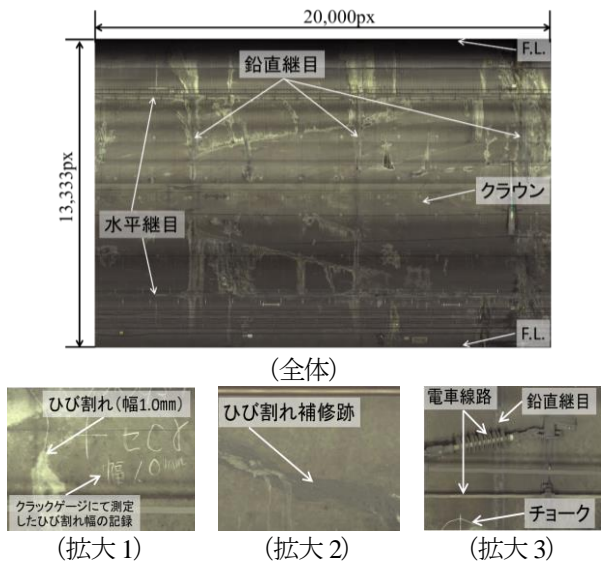 20,000px
F.L.
鉛直継目
13,333px
クラウン
水平継目
F.L.
(全体)
ひび割れ(幅1.0mm)
幅1.0mm
クラックゲージにて測定
したひび割れ幅の記録
(拡大1)
ひび割れ補修跡
(拡大2)
電車線路
鉛直継目
チョーク
(拡大3)